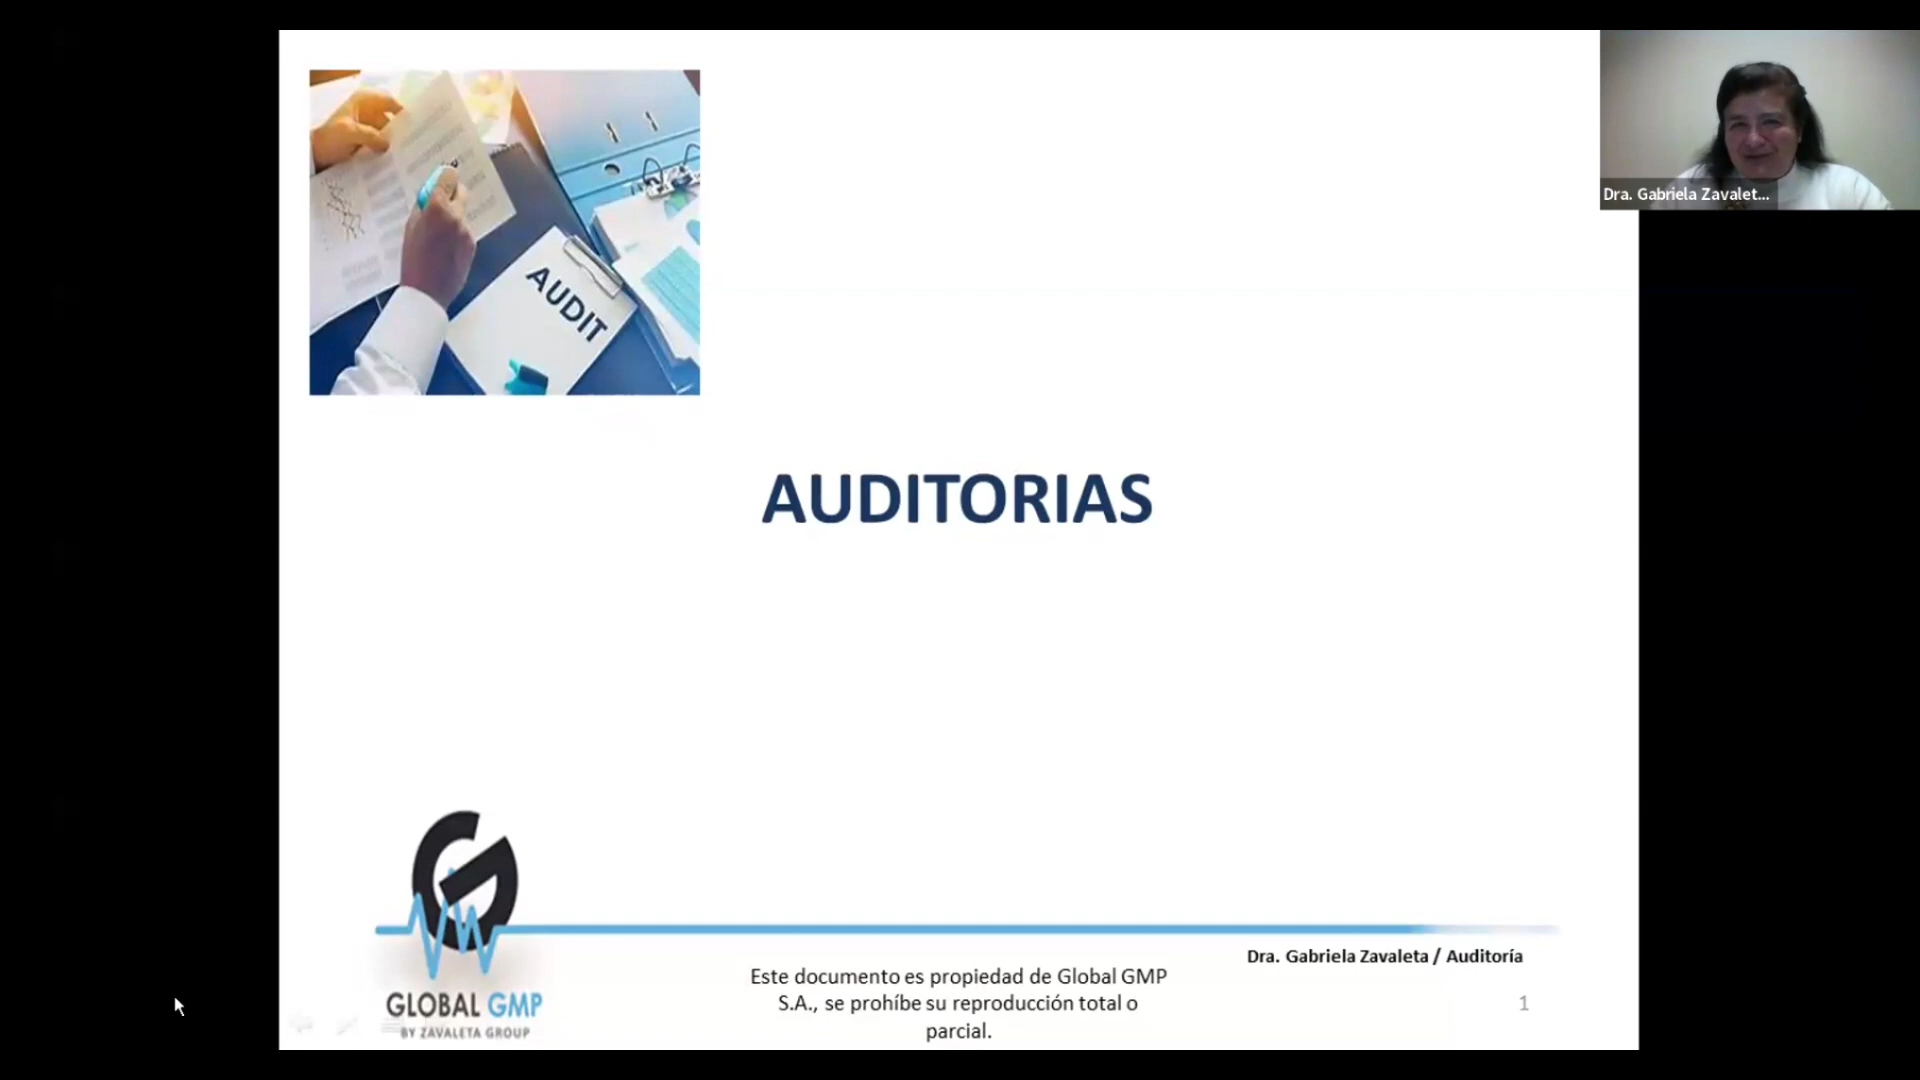 AUDIT
Dra. Gabriela Zavalet...
AUDITORIAS
GLOBAL GMP
BY ZAVALETA GROUP
Dra. Gabriela Zavaleta / Auditoría
Este documento es propiedad de Global GMP
S.A., se prohíbe su reproducción total o
parcial.
1